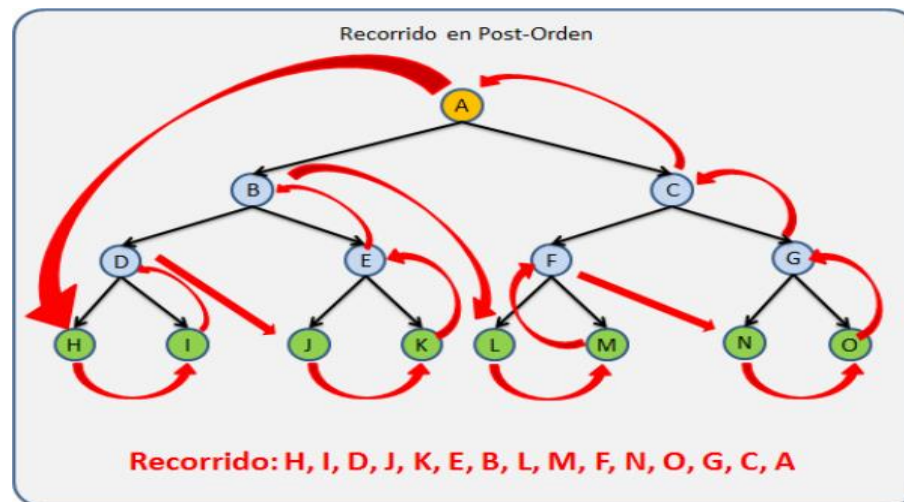 Recorrido en Post-Orden
A
B C
D E F G
H I J K L M N O
Recorrido: H, I, D, J, K, E, B, L, M, F, N, O, G, C, A